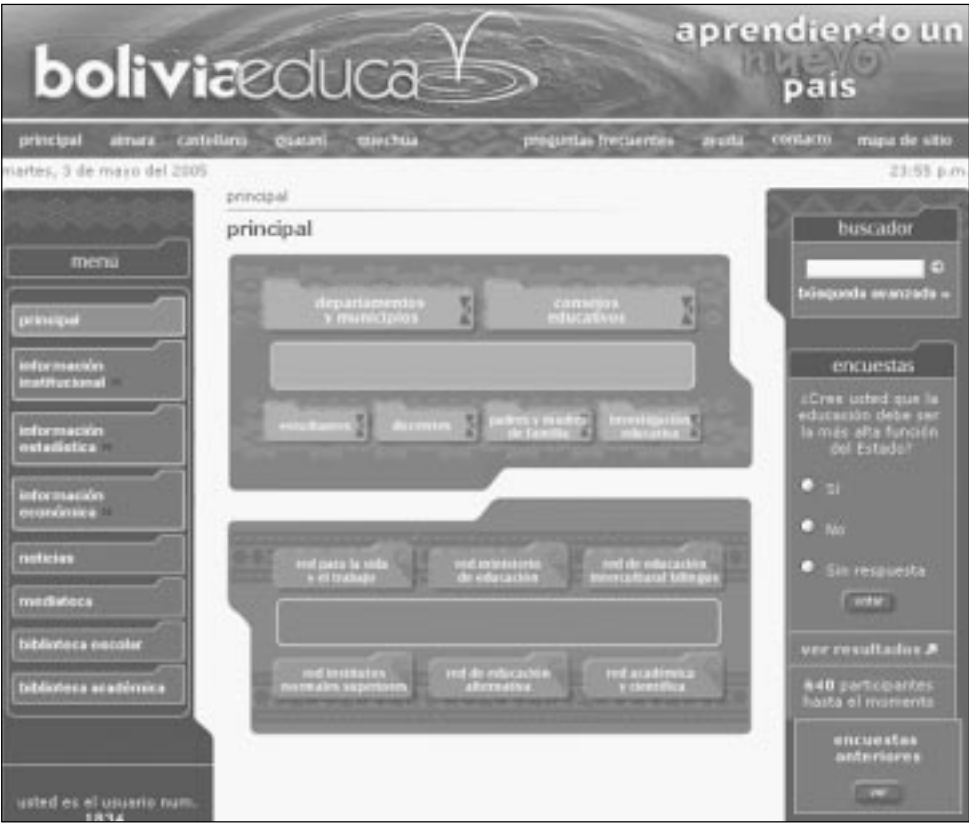 aprendiendo un
nuevo
país
boliviaeduca
principal aimara castellano guaraní quechua preguntas frecuentes ayuda contacto mapa de sitio
martes, 3 de mayo del 2005
23:55 p.m.
menú
principal
información
institucional »
información
estadística »
información
económica »
noticias
mediateca
biblioteca escolar
biblioteca académica
usted es el usuario num.
1834
principal
principal
departamentos
y municipios
consejos
educativos
estudiantes
docentes
padres y madres
de familia
investigación
educativa
red para la vida
y el trabajo
red ministerio
de educación
red de educación
intercultural bilingüe
red institutos
normales superiores
red de educación
alternativa
red académica
y científica
buscador
búsqueda avanzada »
encuestas
¿Cree usted que la
educación debe ser
la más alta función
del Estado?
Sí
No
Sin respuesta
votar
ver resultados
640 participantes
hasta el momento
encuestas
anteriores
ver